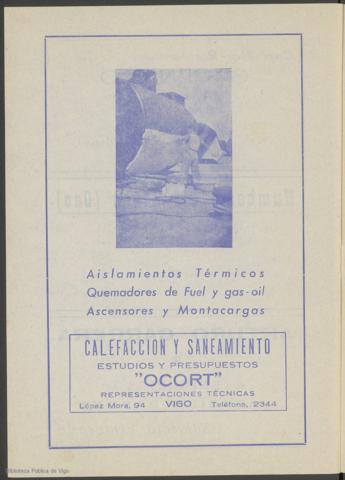 Aislamientos Térmicos
Quemadores de Fuel y gas-oil
Ascensores y Montacargas
CALEFACCION Y SANEAMIENTO
ESTUDIOS Y PRESUPUESTOS
"OCORT"
REPRESENTACIONES TÉCNICAS
López Mora, 94 VIGO Teléfono, 2344
Biblioteca Pública de Vigo